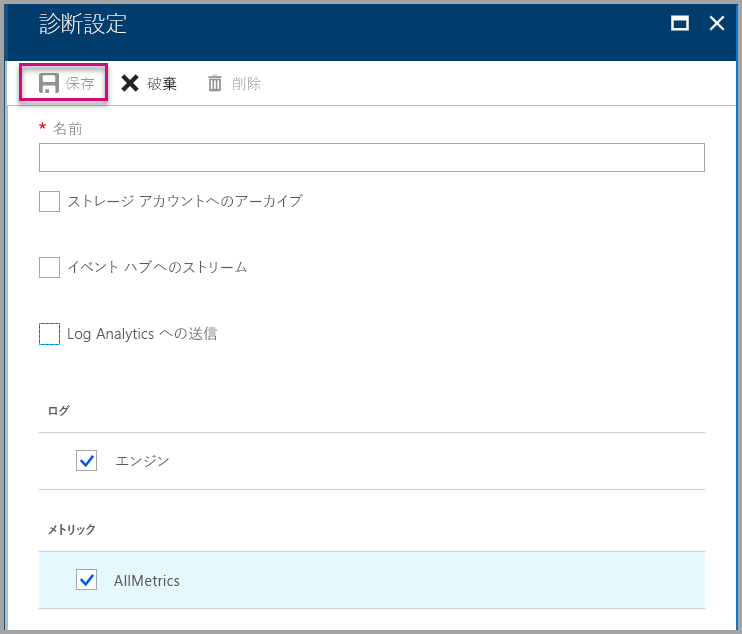 診断設定
保存 破棄 削除
* 名前
ストレージ アカウントへのアーカイブ
イベント ハブへのストリーム
Log Analytics への送信
ログ
エンジン
メトリック
AllMetrics